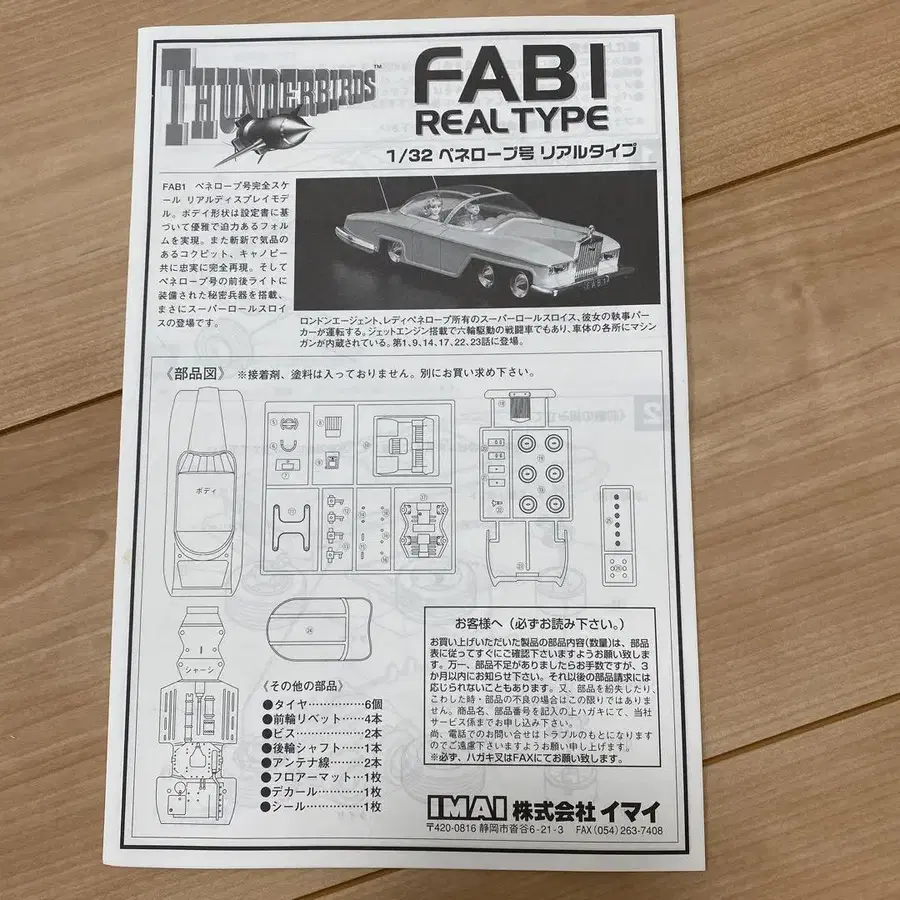 THUNDERBIRDS™
FAB1
REAL TYPE
1/32 ペネロープ号 リアルタイプ
FAB1 ペネロープ号完全スケ
ール リアルディスプレイモデ
ル。ボディ形状は設定書に基
づいて優雅で迫力あるフォル
ムを実現。また斬新で気品の
あるコクピット、キャノピー
共に忠実に完全再現。そして
ペネロープ号の前後ライトに
装備された秘密兵器を搭載、
まさにスーパーロールスロイ
スの登場です。
ロンドンエージェント、レディペネロープ所有のスーパーロールスロイス、彼女の執事パー
カーが運転する。ジェットエンジン搭載で六輪駆動の戦闘車でもあり、車体の各所にマシン
ガンが内蔵されている。第1、9、14、17、22、23話に登場。
《部品図》 ※接着剤、塗料は入っておりません。別にお買い求め下さい。
ボディ
シャーシ
《その他の部品》
●タイヤ……………6個
●前輪リベット……4本
●ビス………………2本
●後輪シャフト……1本
●アンテナ線………2本
●フロアーマット…1枚
●デカール…………1枚
●シール……………1枚
お客様へ(必ずお読み下さい。)
お買い上げいただいた製品の部品内容(数量)は、部品
表に従ってすぐにご確認下さいますようお願い致しま
す。万一、部品不足がありましたらお手数ですが、3
か月以内にお知らせ下さい。それ以後の部品請求には
応じられないこともあります。又、部品を紛失したり、
こわした時・部品の不良の場合はこの限りではありませ
ん。商品名、部品番号を記入の上ハガキにて、当社
サービス係までお申し込み下さい。
尚、電話でのお問い合せはトラブルのもとになります
のでご遠慮下さいますようお願い申し上げます。
※必ず、ハガキ又はFAXにてお願い致します。
IMAI 株式会社 イマイ
〒420-0816 静岡市沓谷6-21-3 FAX(054)263-7408